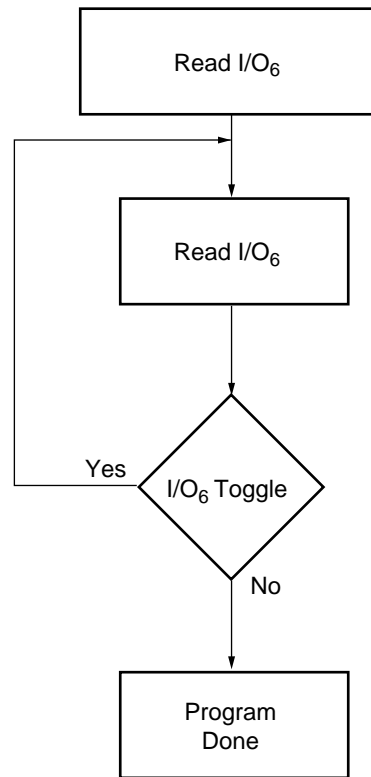 Read I/O6
Read I/O6
Yes
I/O6 Toggle
No
Program
Done